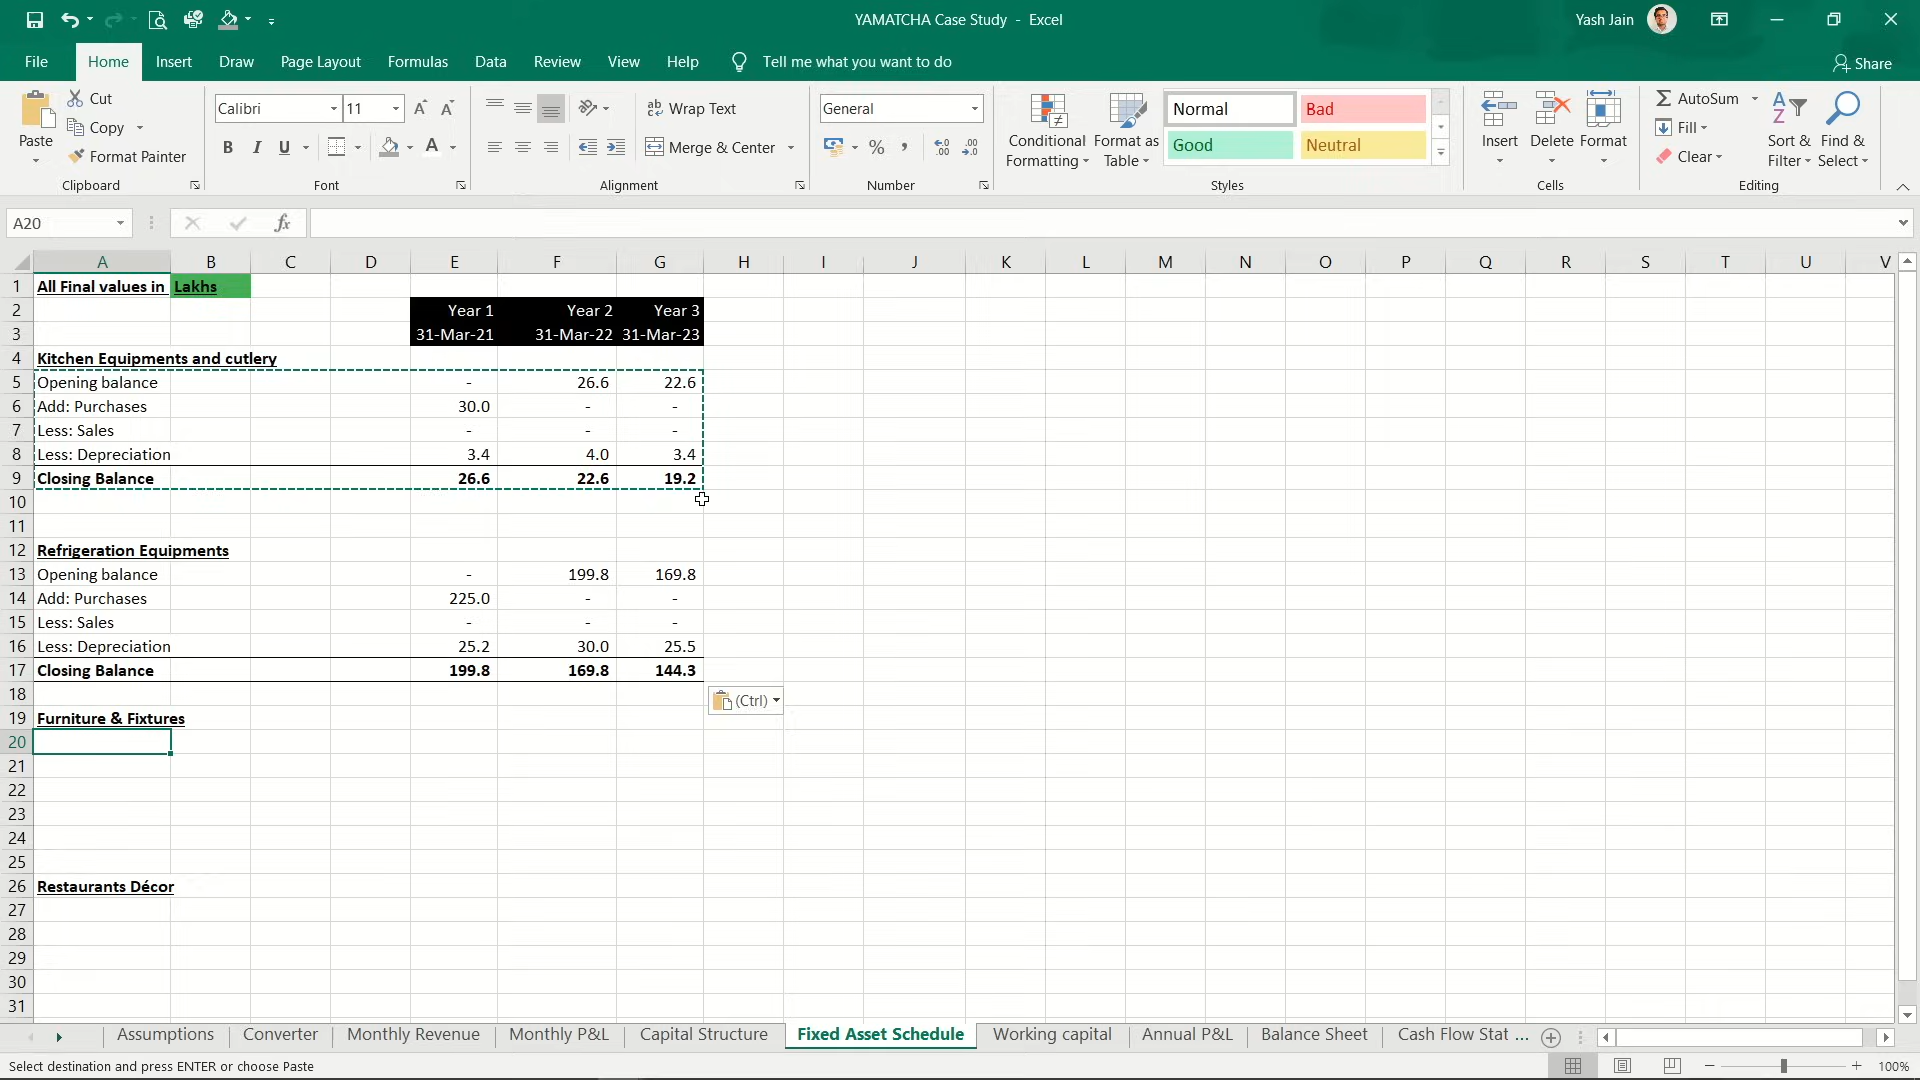 YAMATCHA Case Study - Excel
Yash Jain
File Home Insert Draw Page Layout Formulas Data Review View Help Tell me what you want to do Share
Paste
Cut
Copy
Format Painter
Clipboard
Calibri 11
Font
Wrap Text
Merge & Center
Alignment
General
Number
Conditional Formatting
Format as Table
Normal Bad
Good Neutral
Styles
Insert Delete Format
Cells
AutoSum
Fill
Clear
Sort & Filter
Find & Select
Editing
A20
A B C D E F G H I J K L M N O P Q R S T U V
1 All Final values in Lakhs
2 Year 1 Year 2 Year 3
3 31-Mar-21 31-Mar-22 31-Mar-23
4 Kitchen Equipments and cutlery
5 Opening balance - 26.6 22.6
6 Add: Purchases 30.0 - -
7 Less: Sales - - -
8 Less: Depreciation 3.4 4.0 3.4
9 Closing Balance 26.6 22.6 19.2
10
11
12 Refrigeration Equipments
13 Opening balance - 199.8 169.8
14 Add: Purchases 225.0 - -
15 Less: Sales - - -
16 Less: Depreciation 25.2 30.0 25.5
17 Closing Balance 199.8 169.8 144.3
18 (Ctrl)
19 Furniture & Fixtures
20
21
22
23
24
25
26 Restaurants Décor
27
28
29
30
31
Assumptions Converter Monthly Revenue Monthly P&L Capital Structure Fixed Asset Schedule Working capital Annual P&L Balance Sheet Cash Flow Stat ...
Select destination and press ENTER or choose Paste 100%